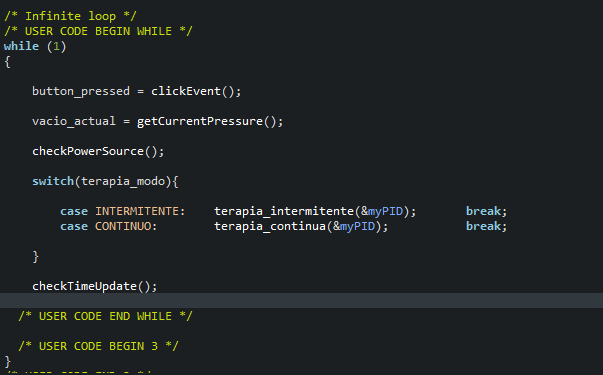 /* Infinite loop */
/* USER CODE BEGIN WHILE */
while (1)
{
button_pressed = clickEvent();
vacio_actual = getCurrentPressure();
checkPowerSource();
switch(terapia_modo){
case INTERMITENTE: terapia_intermitente(&myPID); break;
case CONTINUO: terapia_continua(&myPID); break;
}
checkTimeUpdate();
/* USER CODE END WHILE */
/* USER CODE BEGIN 3 */
}